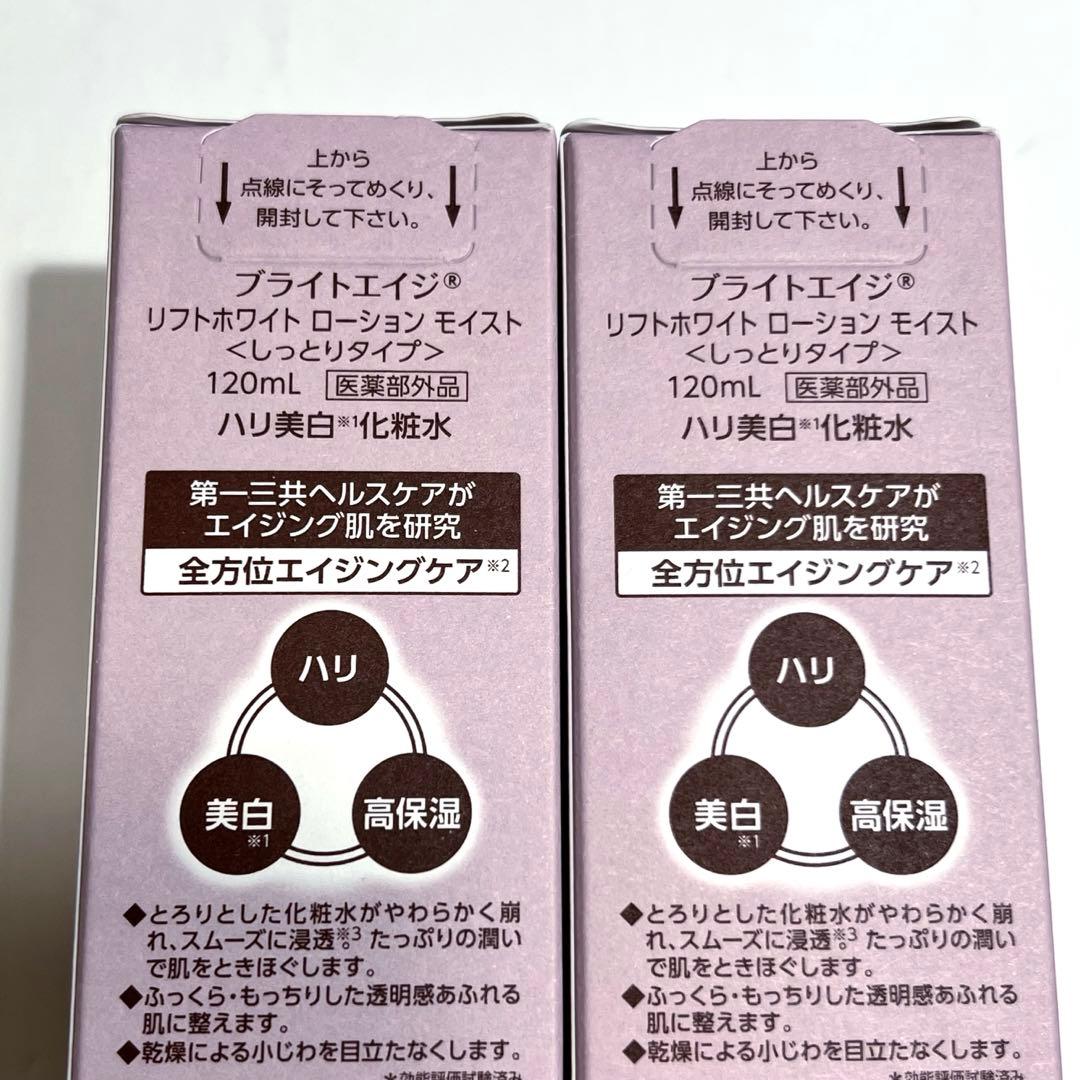 上から
点線にそってめくり、
開封して下さい。
ブライトエイジ®
リフトホワイト ローション モイスト
<しっとりタイプ>
120mL 医薬部外品
ハリ美白※1化粧水
第一三共ヘルスケアが
エイジング肌を研究
全方位エイジングケア※2
ハリ
美白
※1
高保湿
◆とろりとした化粧水がやわらかく崩
れ、スムーズに浸透※3。たっぷりの潤い
で肌をときほぐします。
◆ふっくら・もっちりした透明感あふれる
肌に整えます。
◆乾燥による小じわを目立たなくします。
*効能評価試験済み
上から
点線にそってめくり、
開封して下さい。
ブライトエイジ®
リフトホワイト ローション モイスト
<しっとりタイプ>
120mL 医薬部外品
ハリ美白※1化粧水
第一三共ヘルスケアが
エイジング肌を研究
全方位エイジングケア※2
ハリ
美白
※1
高保湿
◆とろりとした化粧水がやわらかく崩
れ、スムーズに浸透※3。たっぷりの潤い
で肌をときほぐします。
◆ふっくら・もっちりした透明感あふれる
肌に整えます。
◆乾燥による小じわを目立たなくします。
*効能評価試験済み